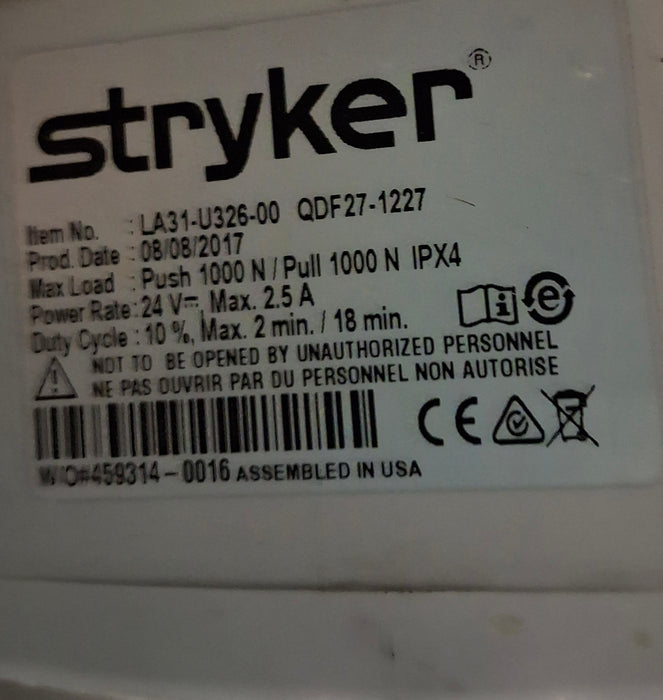 stryker®
Item No. : LA31-U326-00 QDF27-1227
Prod. Date : 08/08/2017
Max Load : Push 1000 N / Pull 1000 N IPX4
Power Rate: 24 V⎓, Max. 2.5 A
Duty Cycle : 10 %, Max. 2 min. / 18 min.
NOT TO BE OPENED BY UNAUTHORIZED PERSONNEL
NE PAS OUVRIR PAR DU PERSONNEL NON AUTORISE
CE
W/O#459314-0016 ASSEMBLED IN USA